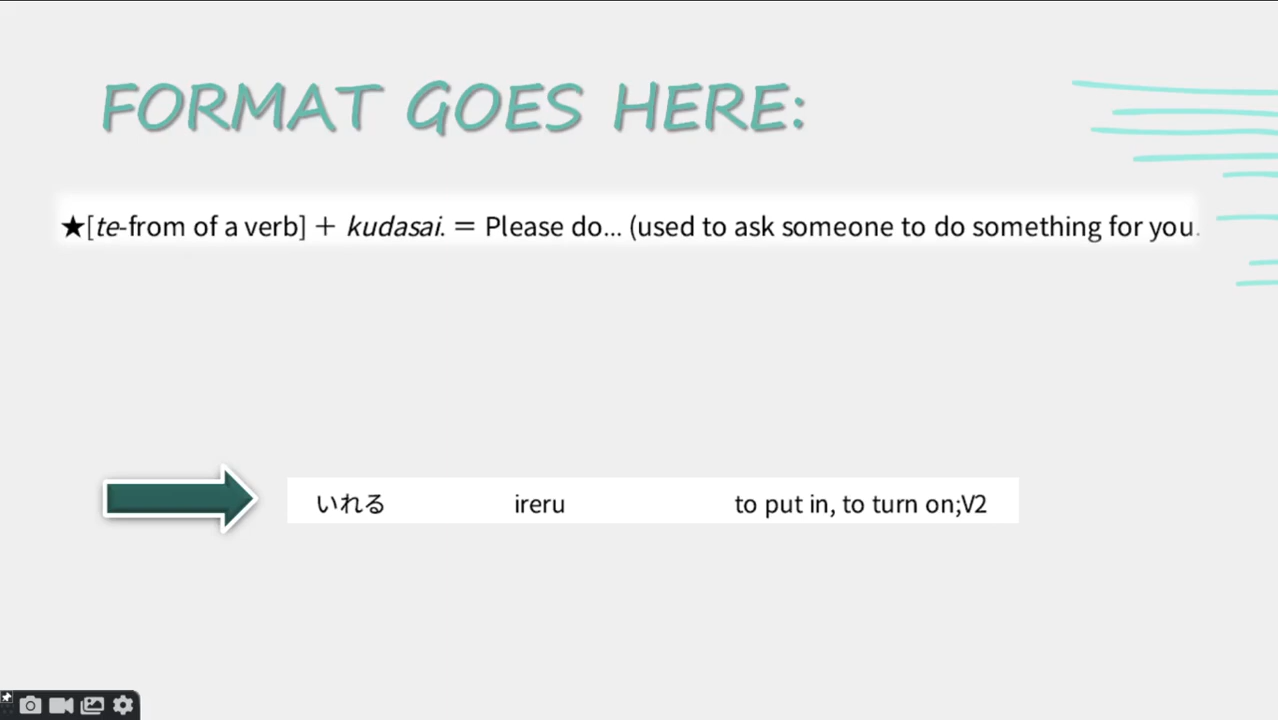 FORMAT GOES HERE:
★[te-from of a verb] + kudasai. = Please do... (used to ask someone to do something for you.
いれる ireru to put in, to turn on;V2